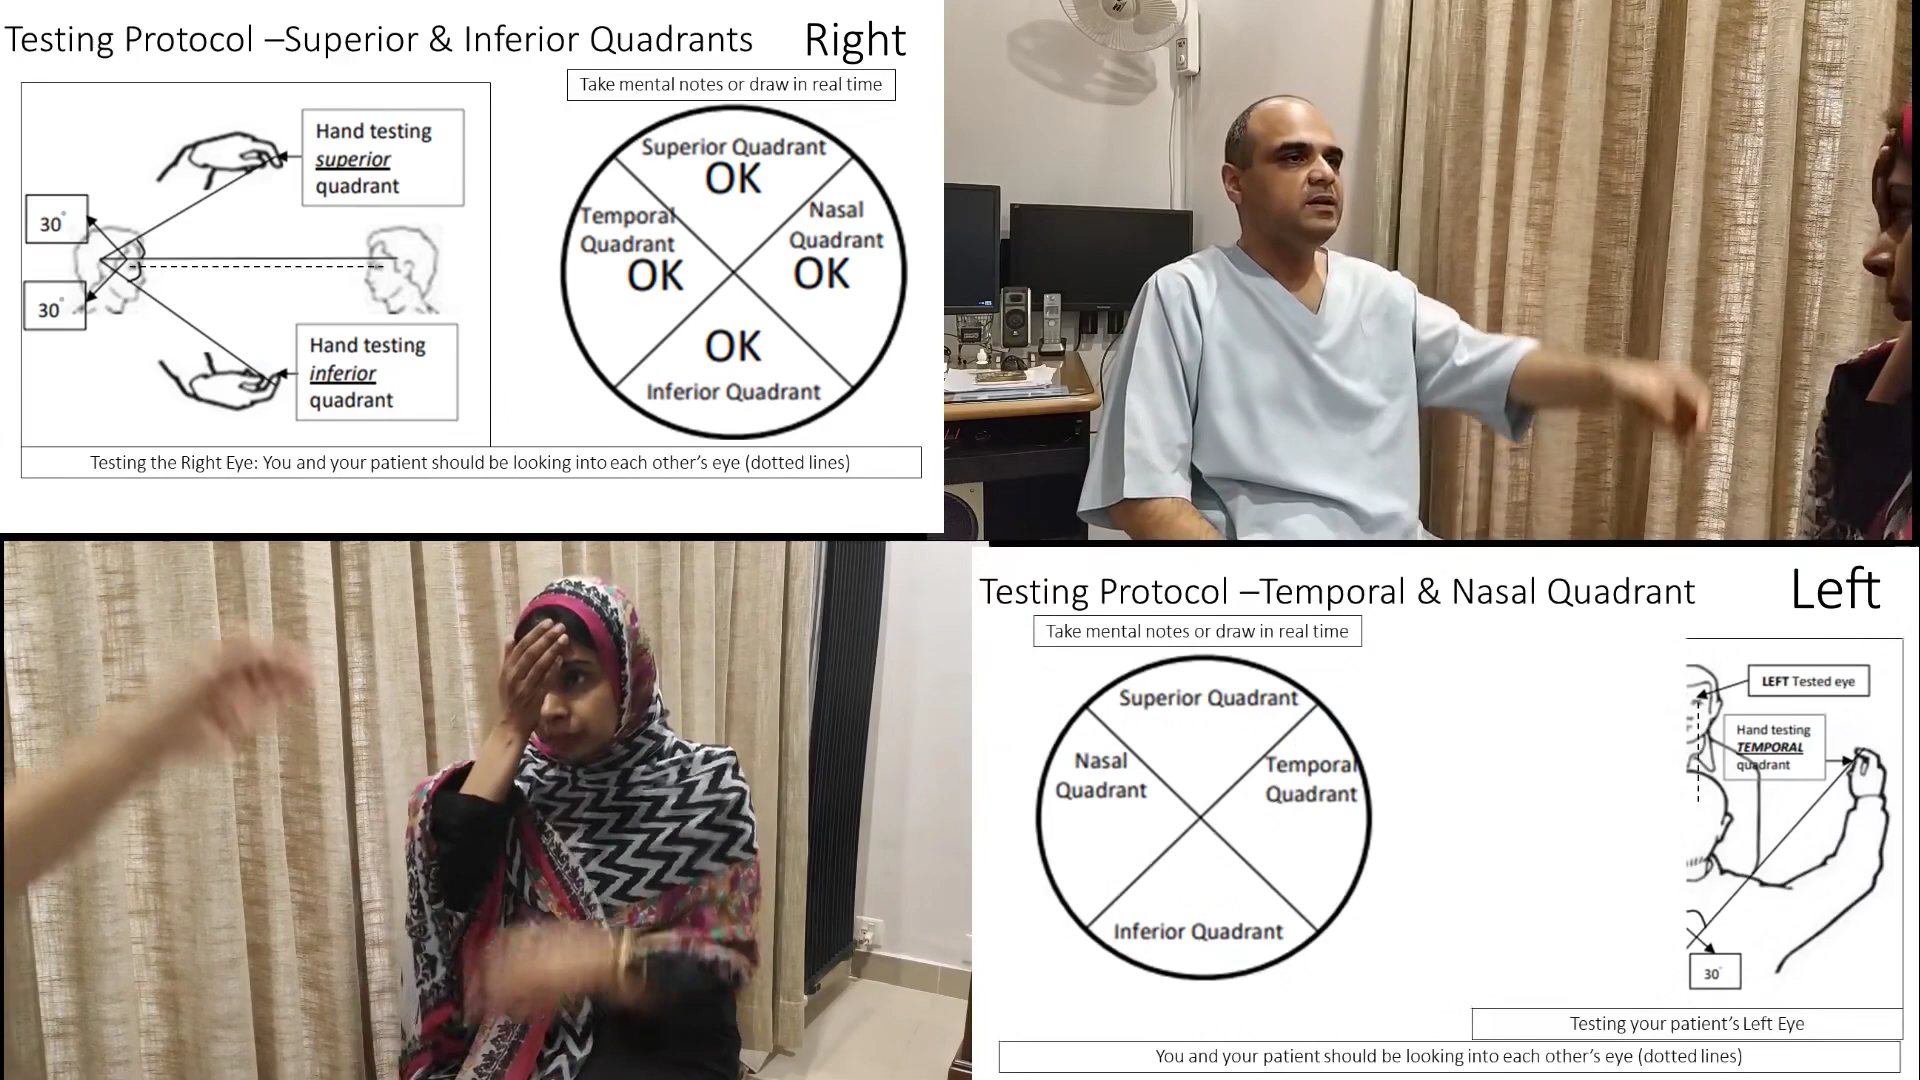 Testing Protocol –Superior & Inferior Quadrants
Right
Take mental notes or draw in real time
Hand testing
superior
quadrant
30°
30°
Hand testing
inferior
quadrant
Superior Quadrant
OK
Temporal
Quadrant
OK
Nasal
Quadrant
OK
OK
Inferior Quadrant
Testing the Right Eye: You and your patient should be looking into each other’s eye (dotted lines)
Testing Protocol –Temporal & Nasal Quadrant
Left
Take mental notes or draw in real time
Superior Quadrant
Nasal
Quadrant
Temporal
Quadrant
Inferior Quadrant
LEFT Tested eye
Hand testing
TEMPORAL
quadrant
30°
Testing your patient’s Left Eye
You and your patient should be looking into each other’s eye (dotted lines)